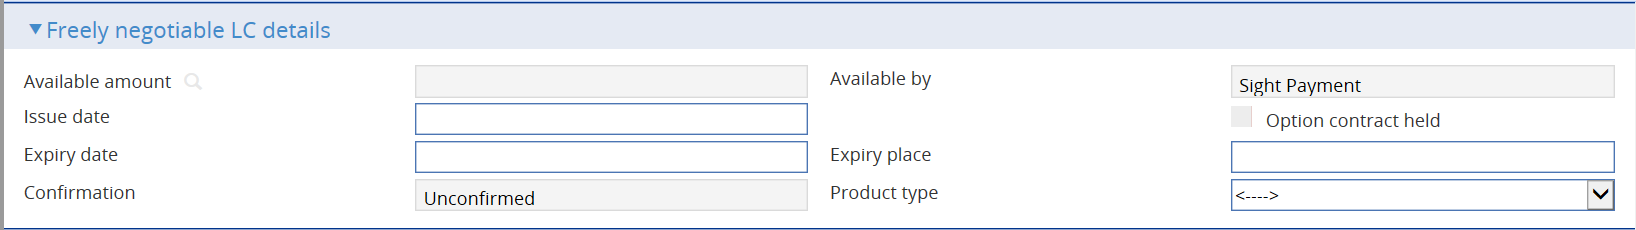 Freely negotiable LC details
Available amount
Available by
Sight Payment
Issue date
Option contract held
Expiry date
Expiry place
Confirmation
Unconfirmed
Product type
<---->